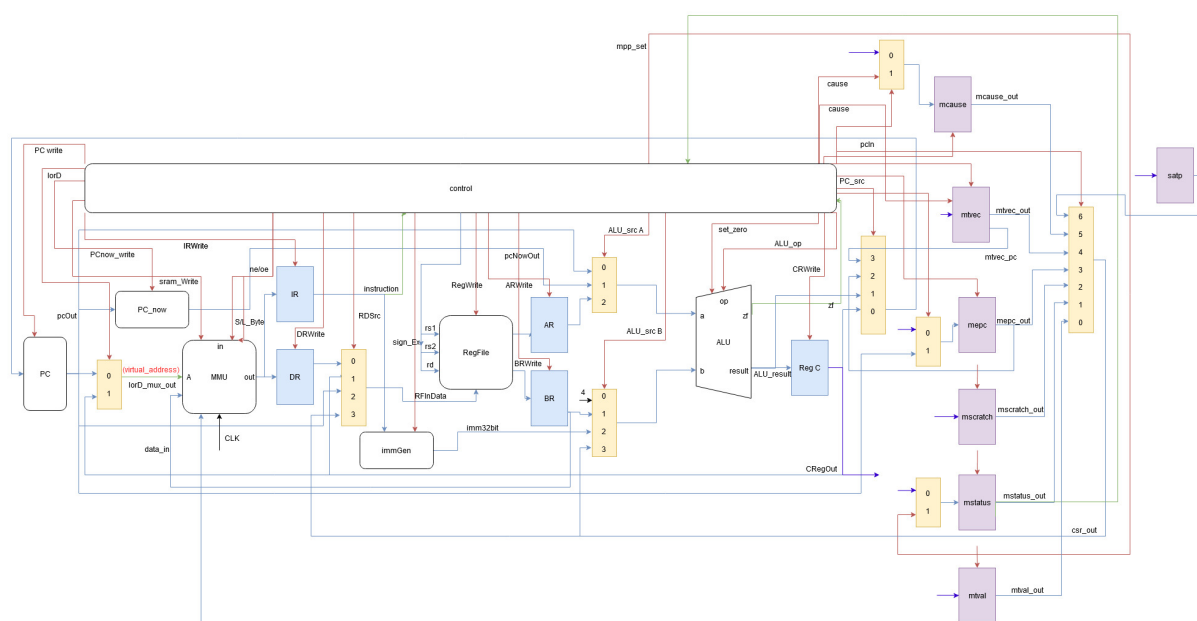 mpp_set
0
1
cause
cause
mcause
mcause_out
PC write
pcIn
IorD
control
PC_src
satp
mtvec
mtvec_out
6
5
4
3
2
1
0
mtvec_pc
ALU_src A
set_zero
ALU_op
IRWrite
ne/oe
pcNowOut
PCnow_write
sram_Write
CRWrite
3
2
1
0
0
1
2
IR
instruction
RegWrite
ARWrite
op
zf
zf
a
PC_now
pcOut
S/L_Byte
DRWrite
RDSrc
rs1
rs2
rd
sign_Ex
RegFile
AR
ALU_src B
mepc
mepc_out
0
1
ALU
PC
0
1
(virtual_address)
IorD_mux_out
in
A
MMU
out
DR
0
1
2
3
BRWrite
BR
b
result
ALU_result
Reg C
RFInData
4
0
1
2
3
mscratch
mscratch_out
imm32bit
immGen
CLK
data_in
CRegOut
0
1
mstatus
mstatus_out
csr_out
mtval
mtval_out